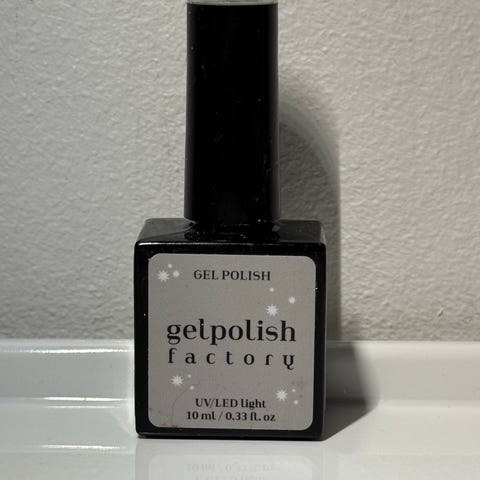 GEL POLISH
gelpolish
factory
UV/LED light
10 ml / 0.33 fl. oz